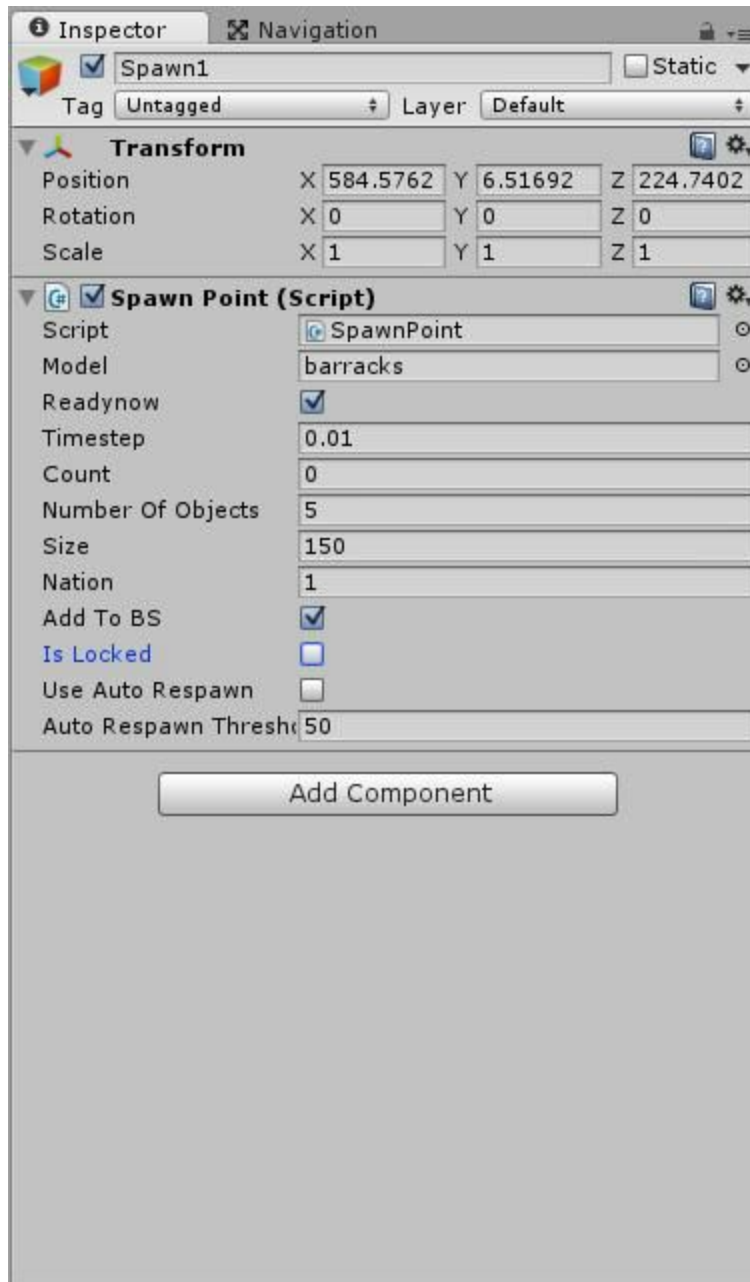 Inspector Navigation
Spawn1 Static
Tag Untagged Layer Default
Transform
Position X 584.5762 Y 6.51692 Z 224.7402
Rotation X 0 Y 0 Z 0
Scale X 1 Y 1 Z 1
Spawn Point (Script)
Script SpawnPoint
Model barracks
Readynow
Timestep 0.01
Count 0
Number Of Objects 5
Size 150
Nation 1
Add To BS
Is Locked
Use Auto Respawn
Auto Respawn Thresho 50
Add Component